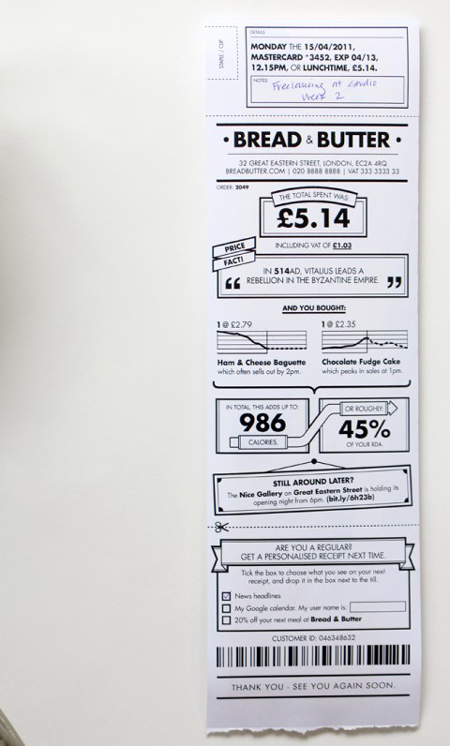 STAPLE / CLIP
DETAILS
MONDAY THE 15/04/2011,
MASTERCARD *3452, EXP 04/13,
12.15PM, OR LUNCHTIME, £5.14.
NOTES
Freelancing at studio
week 2
• BREAD & BUTTER •
32 GREAT EASTERN STREET, LONDON, EC2A 4RQ
BREADBUTTER.COM | 020 8888 8888 | VAT 333 3333 33
ORDER: 2049
THE TOTAL SPENT WAS
£5.14
INCLUDING VAT OF £1.03
PRICE
FACT!
“ IN 514AD, VITALIUS LEADS A
REBELLION IN THE BYZANTINE EMPIRE. ”
AND YOU BOUGHT:
1 @ £2.79
1 @ £2.35
Ham & Cheese Baguette
which often sells out by 2pm.
Chocolate Fudge Cake
which peaks in sales at 1pm.
IN TOTAL, THIS ADDS UP TO:
986
CALORIES,
OR ROUGHLY
45%
OF YOUR RDA.
STILL AROUND LATER?
The Nice Gallery on Great Eastern Street is holding its
opening night from 6pm. (bit.ly/6h23b)
ARE YOU A REGULAR?
GET A PERSONALISED RECEIPT NEXT TIME.
Tick the box to choose what you see on your next
receipt, and drop it in the box next to the till.
News headlines
My Google calendar. My user name is:
20% off your next meal at Bread & Butter
CUSTOMER ID: 046348632
THANK YOU - SEE YOU AGAIN SOON.